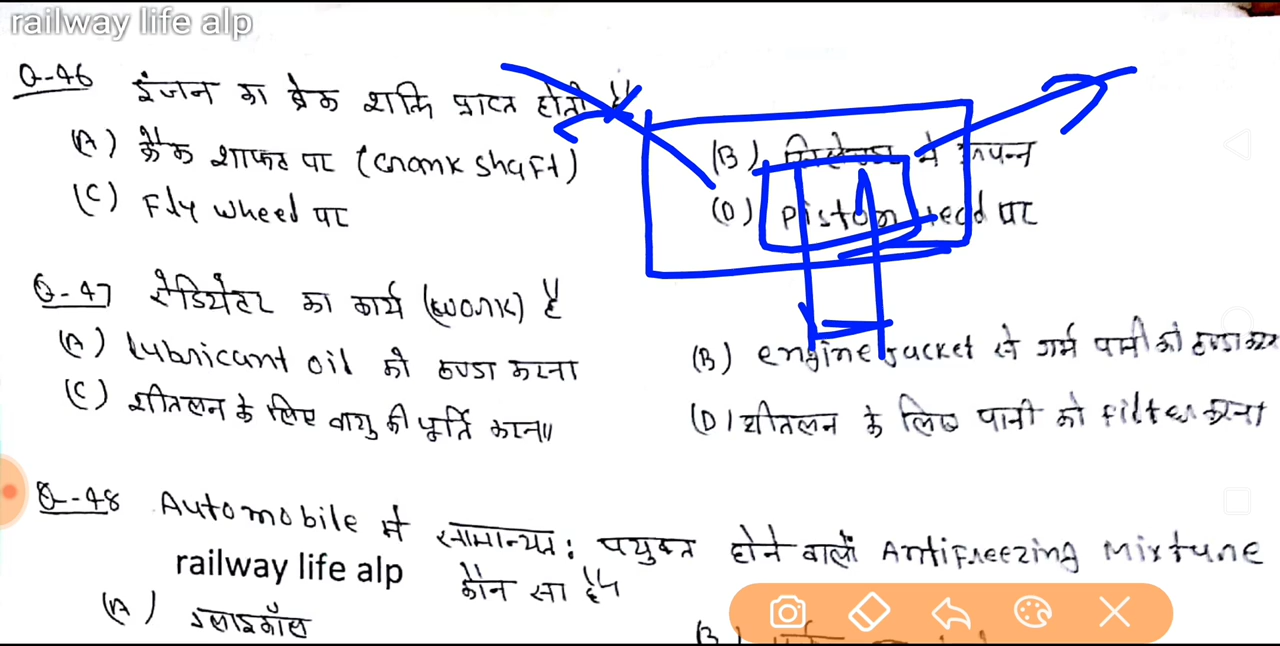 railway life alp
Q-46 इंजन का ब्रेक शक्ति प्राप्त होती है
(A) क्रैंक शाफ्ट पर (Crank shaft) (B) सिलेण्डर में उत्पन्न
(C) Fly wheel पर (D) Piston Head पर
Q-47 रेडियेटर का कार्य (work) है
(A) lubricant oil को ठण्डा करना (B) engine Jacket से गर्म पानी को ठण्डा करना
(C) शीतलन के लिए वायु की पूर्ति करना॥ (D) शीतलन के लिए पानी को filter करना
Q-48 Automobile में सामान्यतः प्रयुक्त होने वाला Antifreezing Mixture
railway life alp कौन सा है
(A) ग्लाइकॉल (B)